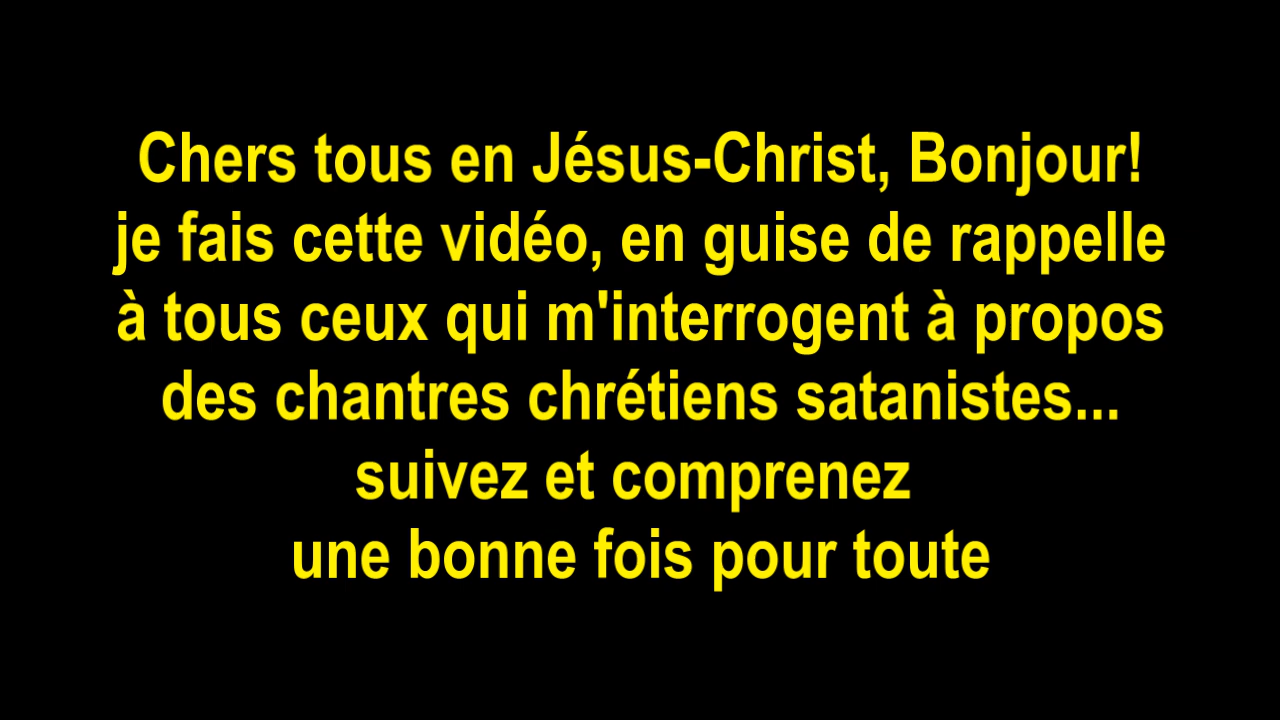 Chers tous en Jésus-Christ, Bonjour!
je fais cette vidéo, en guise de rappelle
à tous ceux qui m'interrogent à propos
des chantres chrétiens satanistes...
suivez et comprenez
une bonne fois pour toute